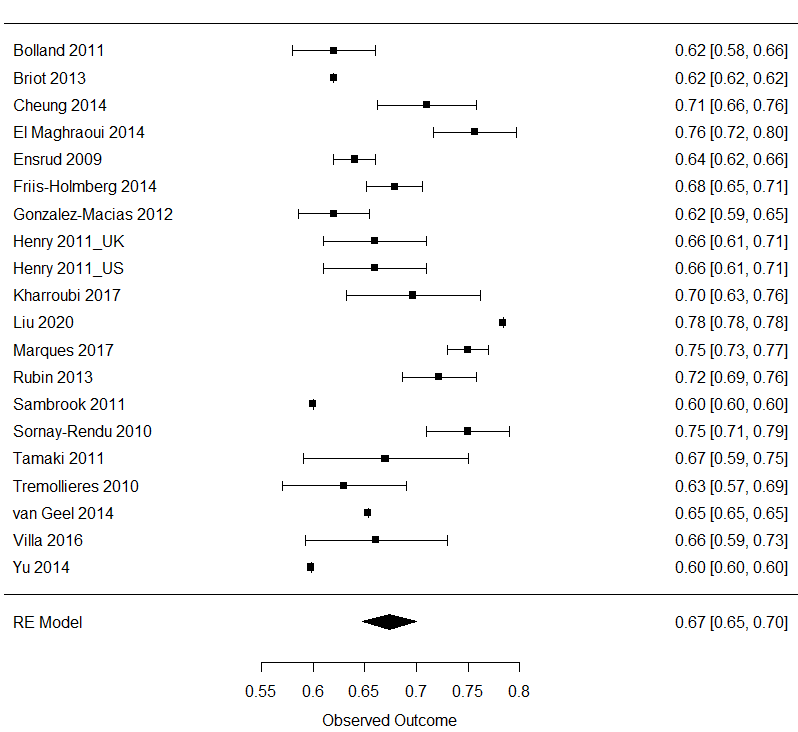 Bolland 2011 0.62 [0.58, 0.66]
Briot 2013 0.62 [0.62, 0.62]
Cheung 2014 0.71 [0.66, 0.76]
El Maghraoui 2014 0.76 [0.72, 0.80]
Ensrud 2009 0.64 [0.62, 0.66]
Friis-Holmberg 2014 0.68 [0.65, 0.71]
Gonzalez-Macias 2012 0.62 [0.59, 0.65]
Henry 2011_UK 0.66 [0.61, 0.71]
Henry 2011_US 0.66 [0.61, 0.71]
Kharroubi 2017 0.70 [0.63, 0.76]
Liu 2020 0.78 [0.78, 0.78]
Marques 2017 0.75 [0.73, 0.77]
Rubin 2013 0.72 [0.69, 0.76]
Sambrook 2011 0.60 [0.60, 0.60]
Sornay-Rendu 2010 0.75 [0.71, 0.79]
Tamaki 2011 0.67 [0.59, 0.75]
Tremollieres 2010 0.63 [0.57, 0.69]
van Geel 2014 0.65 [0.65, 0.65]
Villa 2016 0.66 [0.59, 0.73]
Yu 2014 0.60 [0.60, 0.60]
RE Model 0.67 [0.65, 0.70]
0.55 0.6 0.65 0.7 0.75 0.8
Observed Outcome